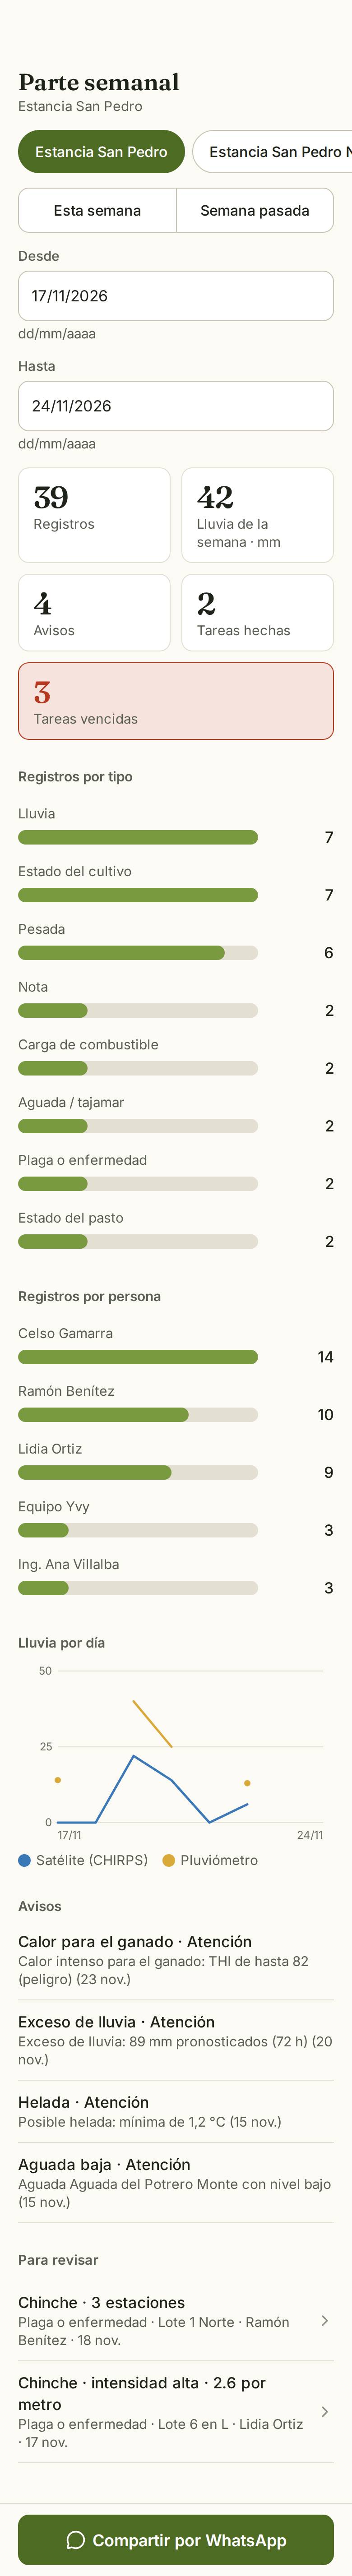 Parte semanal
Estancia San Pedro
Estancia San Pedro
Estancia San Pedro N
Esta semana
Semana pasada
Desde
17/11/2026
dd/mm/aaaa
Hasta
24/11/2026
dd/mm/aaaa
39
Registros
42
Lluvia de la
semana · mm
4
Avisos
2
Tareas hechas
3
Tareas vencidas
Registros por tipo
Lluvia
7
Estado del cultivo
7
Pesada
6
Nota
2
Carga de combustible
2
Aguada / tajamar
2
Plaga o enfermedad
2
Estado del pasto
2
Registros por persona
Celso Gamarra
14
Ramón Benítez
10
Lidia Ortiz
9
Equipo Yvy
3
Ing. Ana Villalba
3
Lluvia por día
50
25
0
17/11
24/11
Satélite (CHIRPS)
Pluviómetro
Avisos
Calor para el ganado · Atención
Calor intenso para el ganado: THI de hasta 82
(peligro) (23 nov.)
Exceso de lluvia · Atención
Exceso de lluvia: 89 mm pronosticados (72 h) (20
nov.)
Helada · Atención
Posible helada: mínima de 1,2 °C (15 nov.)
Aguada baja · Atención
Aguada Aguada del Potrero Monte con nivel bajo
(15 nov.)
Para revisar
Chinche · 3 estaciones
Plaga o enfermedad · Lote 1 Norte · Ramón
Benítez · 18 nov.
Chinche · intensidad alta · 2.6 por
metro
Plaga o enfermedad · Lote 6 en L · Lidia Ortiz
· 17 nov.
Compartir por WhatsApp